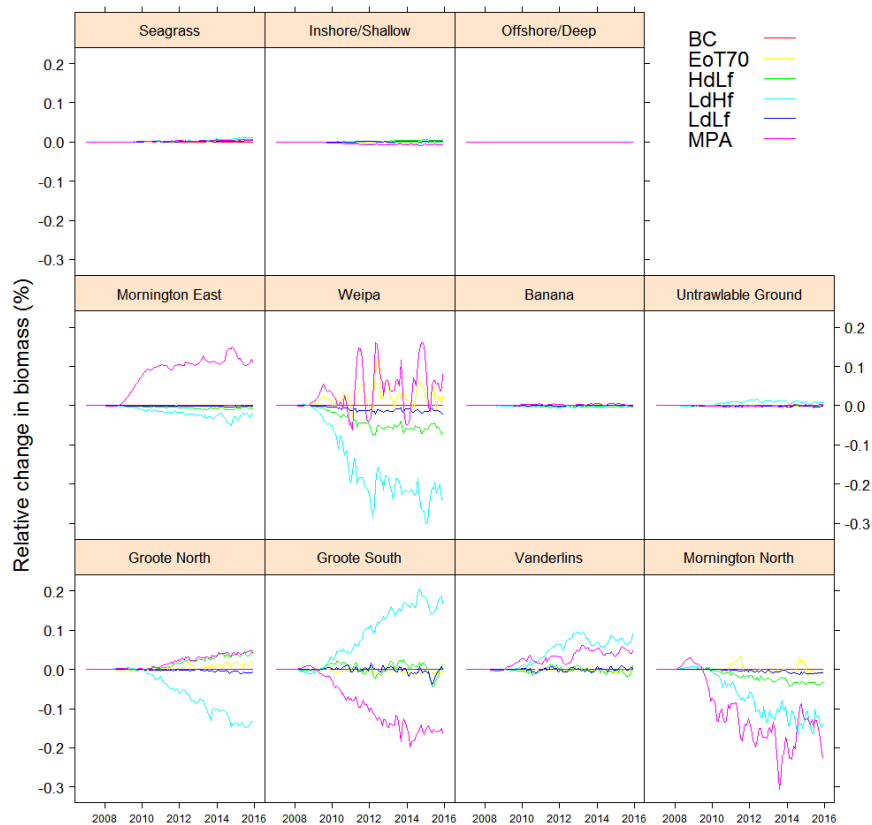 Seagrass Inshore/Shallow Offshore/Deep
BC
EoT70
HdLf
LdHf
LdLf
MPA
0.2
0.1
0.0
-0.1
-0.2
-0.3
Relative change in biomass (%)
Mornington East Weipa Banana Untrawlable Ground
0.2
0.1
0.0
-0.1
-0.2
-0.3
Groote North Groote South Vanderlins Mornington North
0.2
0.1
0.0
-0.1
-0.2
-0.3
2008 2010 2012 2014 2016 2008 2010 2012 2014 2016 2008 2010 2012 2014 2016 2008 2010 2012 2014 2016